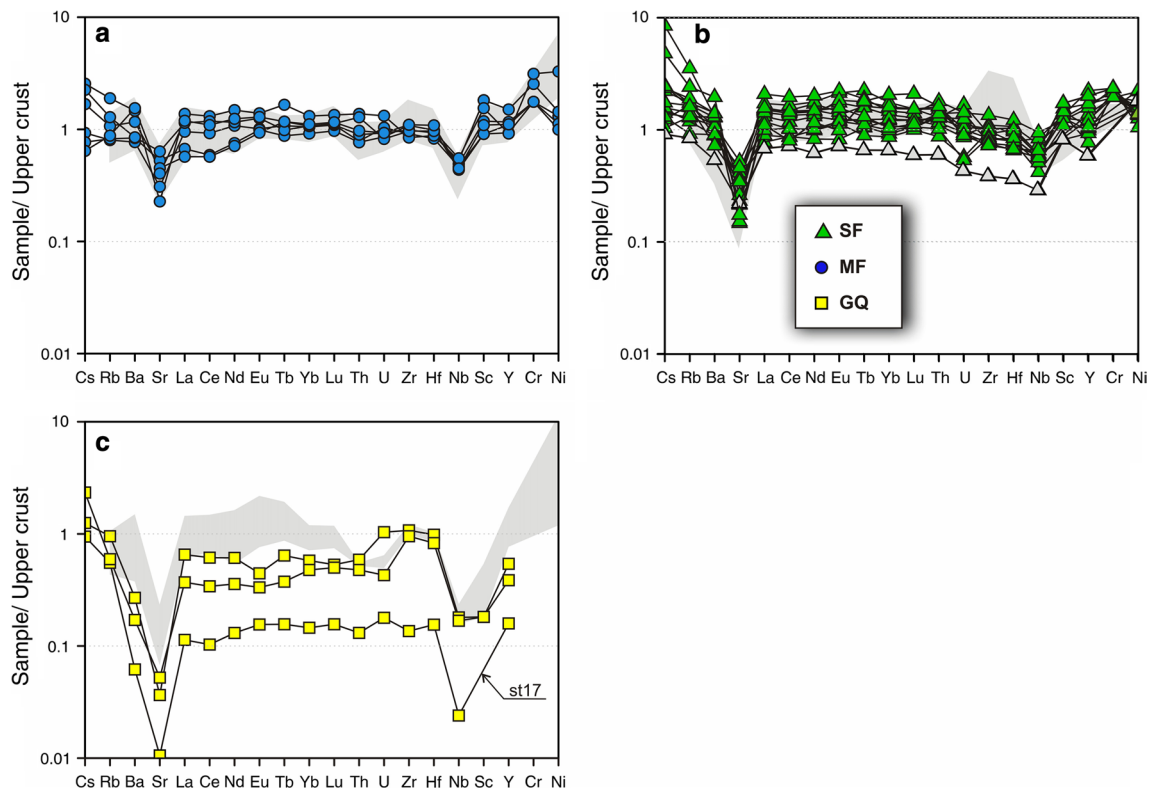 a
10
1
0.1
0.01
Sample/ Upper crust
Cs Rb Ba Sr La Ce Nd Eu Tb Yb Lu Th U Zr Hf Nb Sc Y Cr Ni
b
10
1
0.1
0.01
Sample/ Upper crust
SF
MF
GQ
Cs Rb Ba Sr La Ce Nd Eu Tb Yb Lu Th U Zr Hf Nb Sc Y Cr Ni
c
10
1
0.1
0.01
Sample/ Upper crust
st17
Cs Rb Ba Sr La Ce Nd Eu Tb Yb Lu Th U Zr Hf Nb Sc Y Cr Ni